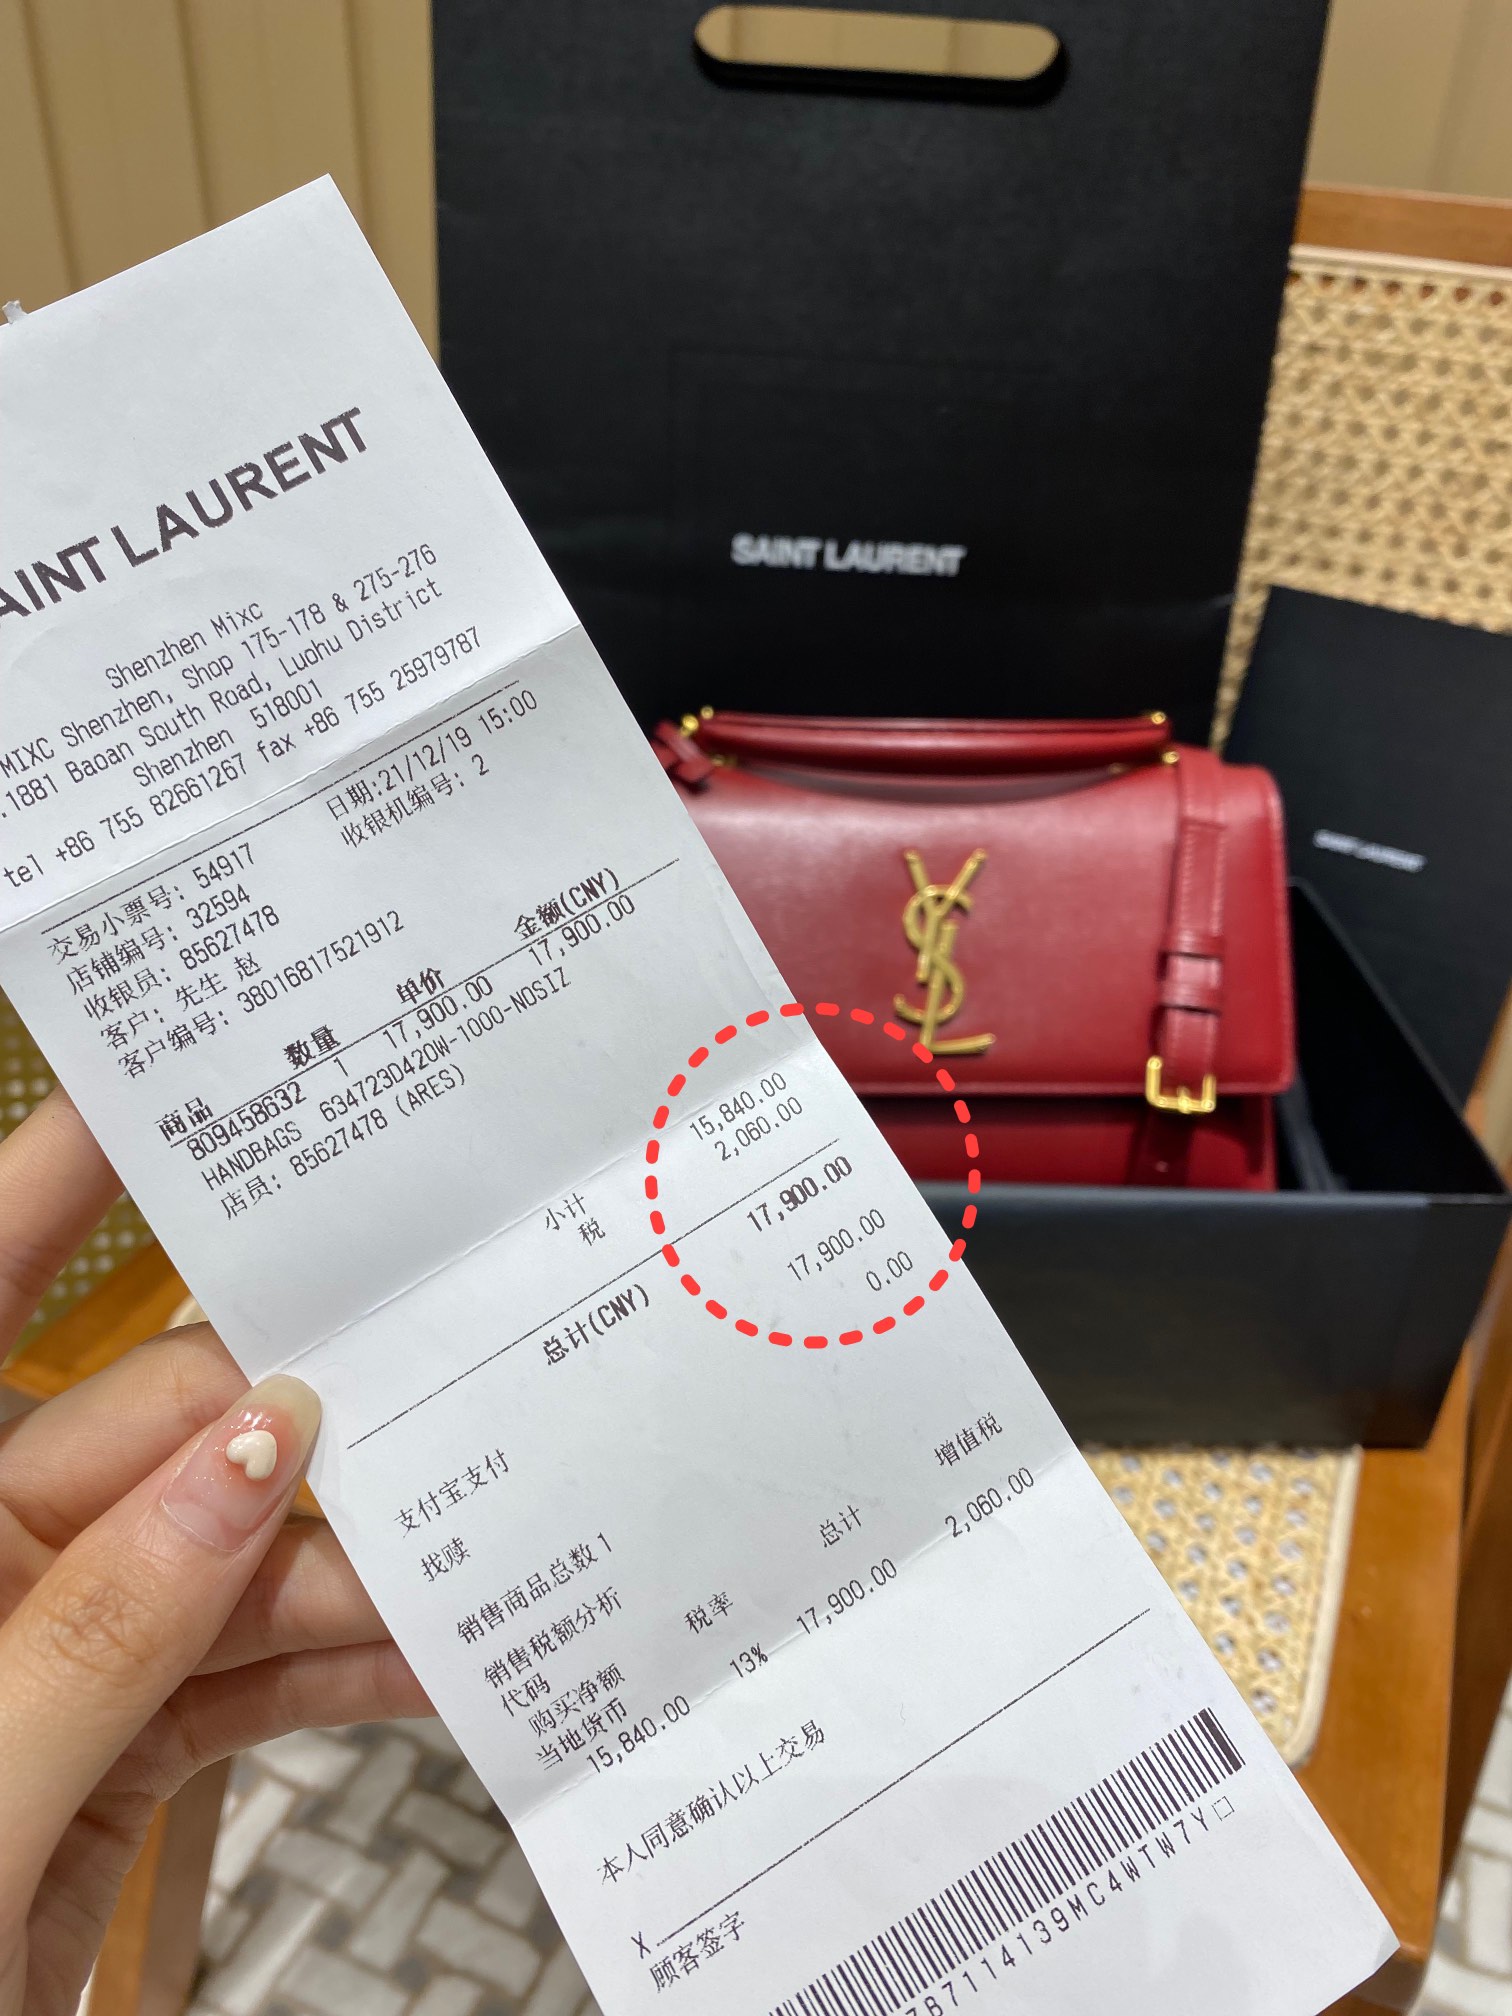 SAINT LAURENT
SAINT LAURENT
AINT LAURENT
Shenzhen Mixc
MIXC Shenzhen, Shop 175-178 & 275-276
.1881 Baoan South Road, Luohu District
Shenzhen 518001
tel +86 755 82661267 fax +86 755 25979787
日期:21/12/19 15:00
收银机编号: 2
交易小票号: 54917
店铺编号: 32594
收银员: 85627478
客户: 先生 赵
客户编号: 38016817521912
商品 数量 单价 金额(CNY)
809458632 1 17,900.00 17,900.00
HANDBAGS 634723D420W-1000-NOSIZ
店员: 85627478 (ARES)
小计 15,840.00
税 2,060.00
总计(CNY) 17,900.00
支付宝支付 17,900.00
找赎 0.00
销售商品总数 1
销售税额分析
代码 税率 总计 增值税
购买净额
当地货币
15,840.00 13% 17,900.00 2,060.00
本人同意确认以上交易
X
顾客签字
7B7114139MC4WTW7Y
YSL